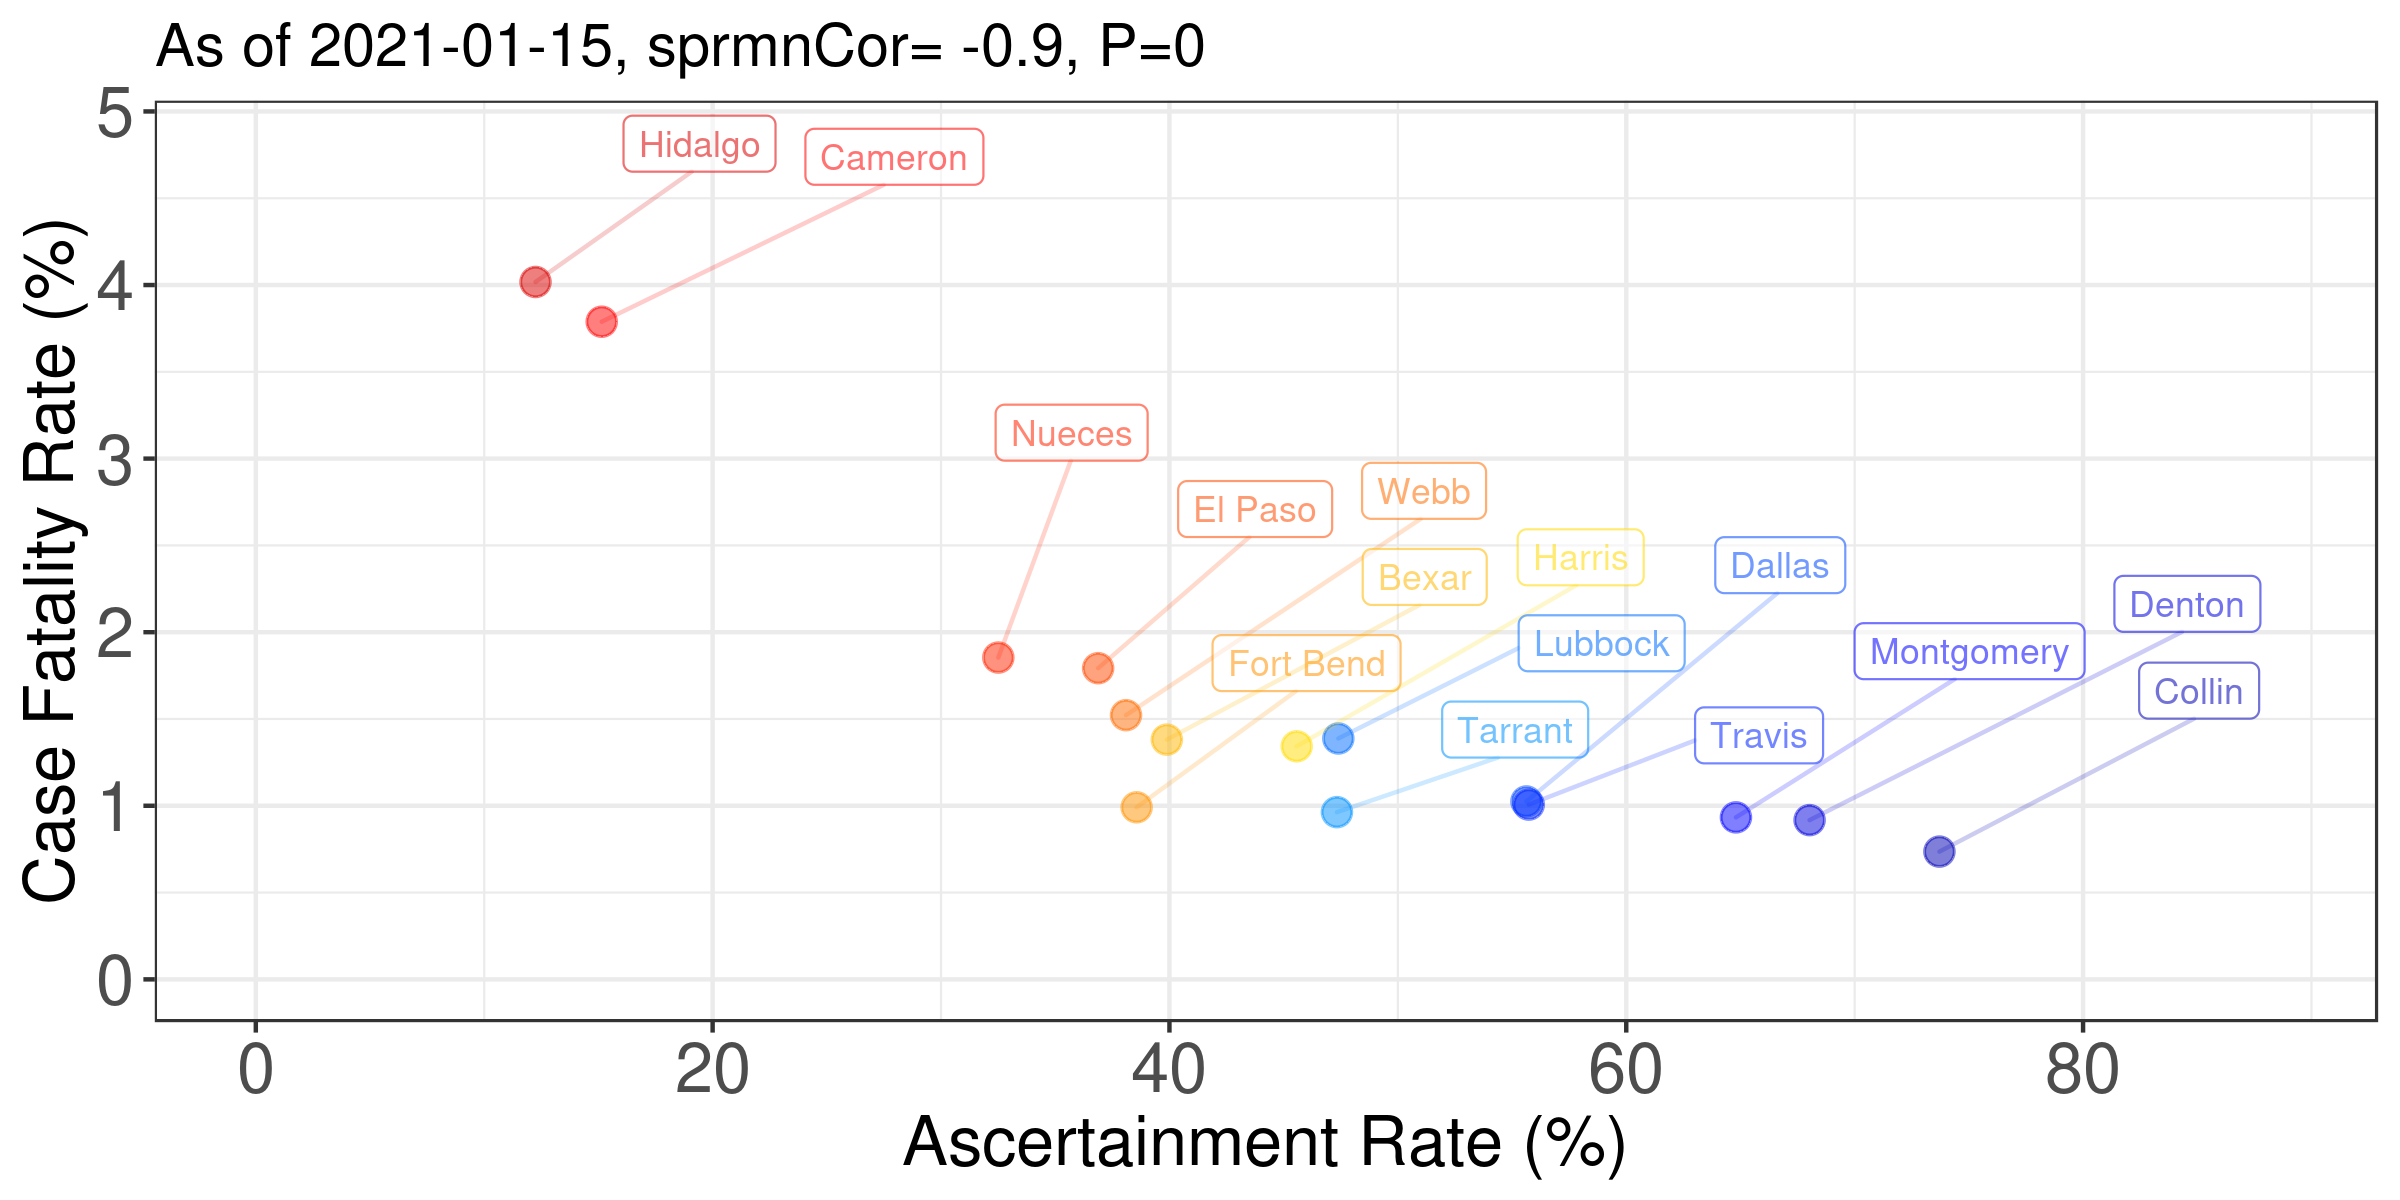 As of 2021-01-15, sprmnCor= -0.9, P=0
Case Fatality Rate (%)
5
4
3
2
1
0
Hidalgo
Cameron
Nueces
Webb
El Paso
Harris
Dallas
Bexar
Denton
Lubbock
Montgomery
Fort Bend
Collin
Tarrant
Travis
0 20 40 60 80
Ascertainment Rate (%)